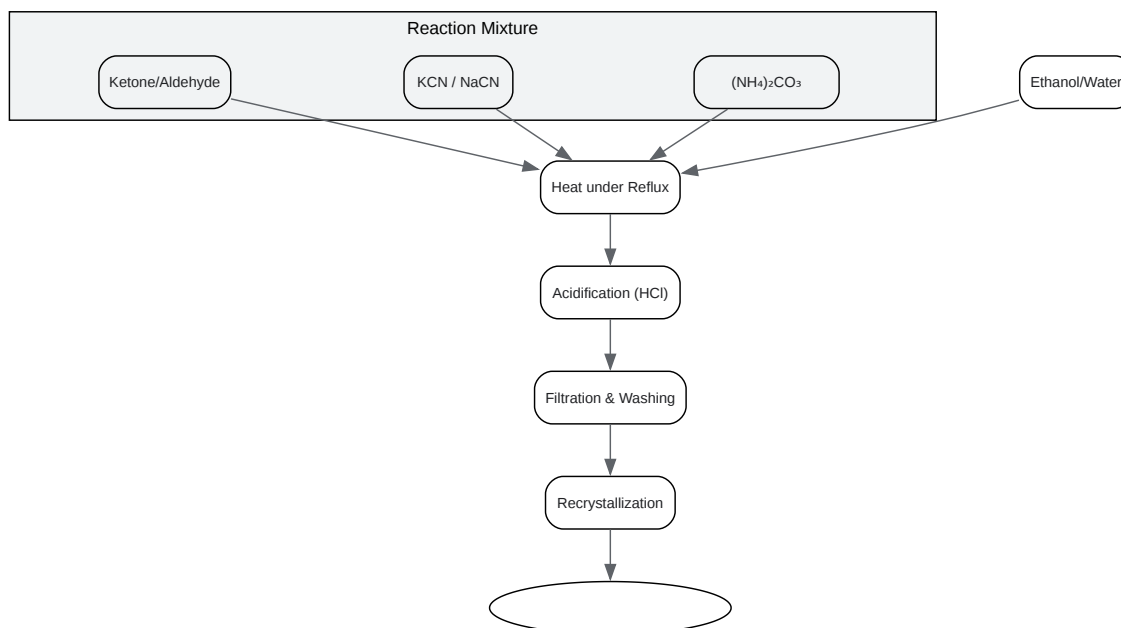 Reaction Mixture
Ketone/Aldehyde
KCN / NaCN
(NH₄)₂CO₃
Ethanol/Water
Heat under Reflux
Acidification (HCl)
Filtration & Washing
Recrystallization